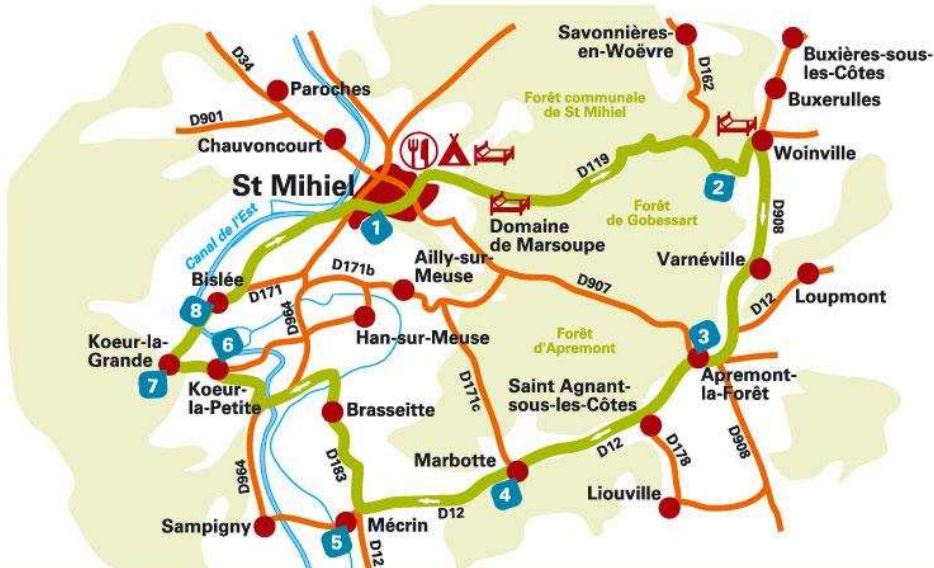 Savonnières-
en-Woëvre
D34
Buxières-sous-
les-Côtes
Paroches
D162
Buxerulles
Forêt communale
de St Mihiel
D901
Chauvoncourt
Woinville
D119
St Mihiel
2
Forêt
de Gobessart
D908
1
Domaine
de Marsoupe
Canal de l'Est
Ailly-sur-
Meuse
Varnéville
Bislée
D171b
D171
D907
Loupmont
D12
8
D964
6
Han-sur-Meuse
Forêt
d'Apremont
3
Koeur-la-
Grande
7
Koeur-
la-Petite
Apremont-
la-Forêt
D171c
Saint Agnant-
sous-les-Côtes
Brasseitte
D12
D178
D908
D183
Marbotte
D964
4
Liouville
D12
Sampigny
5
Mécrin
D12